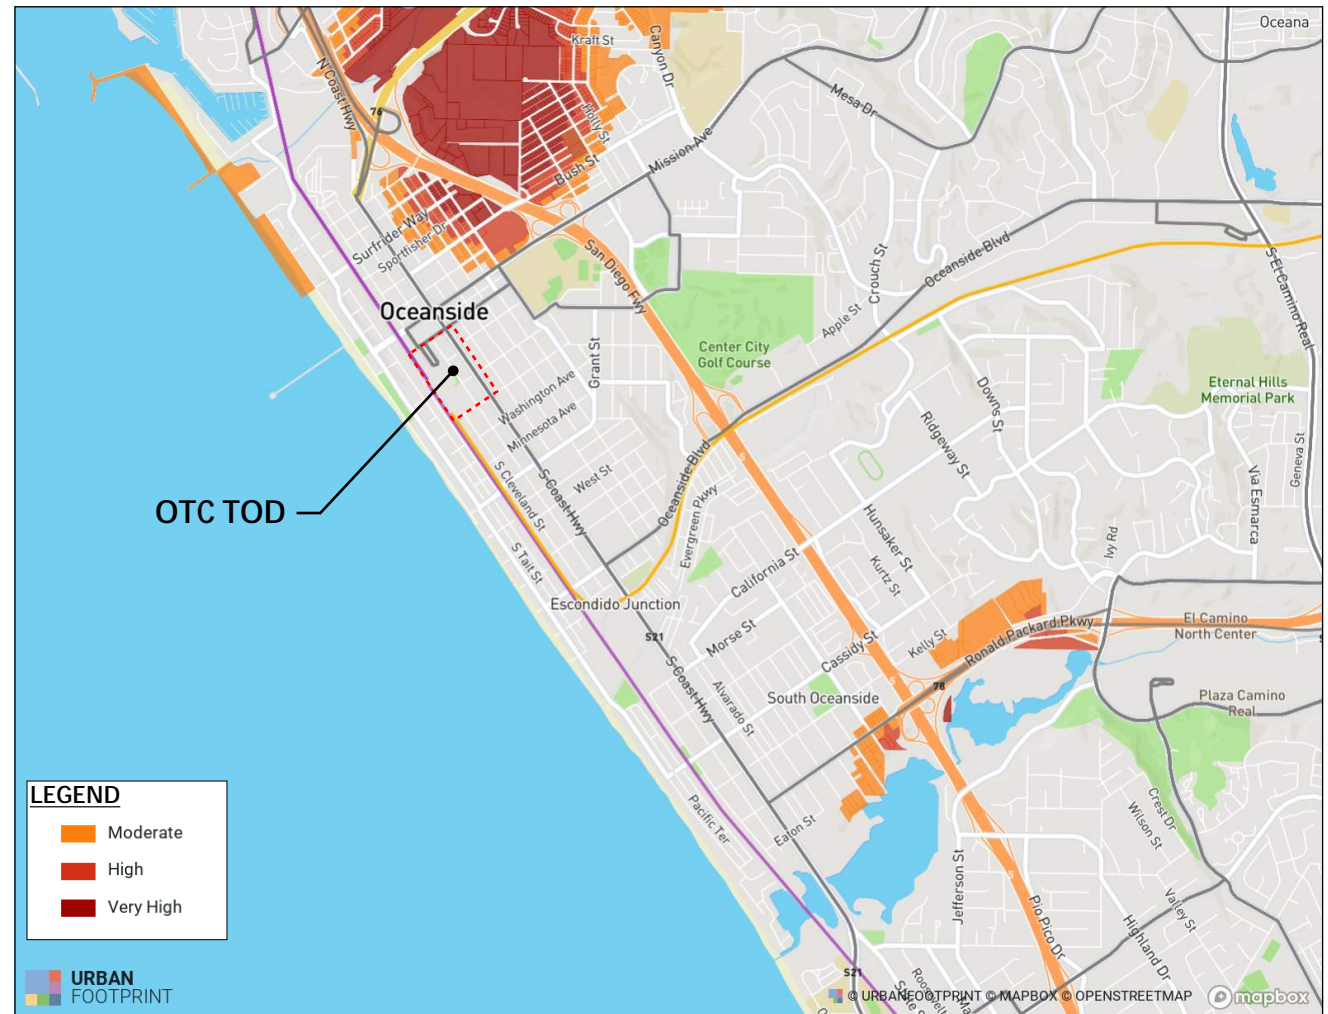 Oceana
Kraft St
Canyon Dr
N Coast Hwy
76
Holly St
Mesa Dr
Mission Ave
Bush St
Surfrider Way
Sportfisher Dr
San Diego Fwy
Crouch St
Oceanside Blvd
S El Camino Real
Oceanside
Apple St
Grant St
Center City
Golf Course
Washington Ave
Minnesota Ave
Downs St
Eternal Hills
Memorial Park
Ridgeway St
Geneva St
Via Esmarca
West St
S Coast Hwy
S Cleveland St
Oceanside Blvd
5
Evergreen Pkwy
OTC TOD
Hunsaker St
Ivy Rd
S Tait St
California St
Kurtz St
Escondido Junction
S21
Morse St
Cassidy St
Kelly St
Ronald Packard Pkwy
El Camino
North Center
S Coast Hwy
Alvarado St
South Oceanside
5
78
Plaza Camino
Real
LEGEND
Moderate
High
Very High
Pacific Ter
Eaton St
Crest Dr
Wilson St
Jefferson St
5
Pio Pico Dr
Valley St
Highland Dr
S21
URBAN
FOOTPRINT
© URBANFOOTPRINT © MAPBOX © OPENSTREETMAP
mapbox